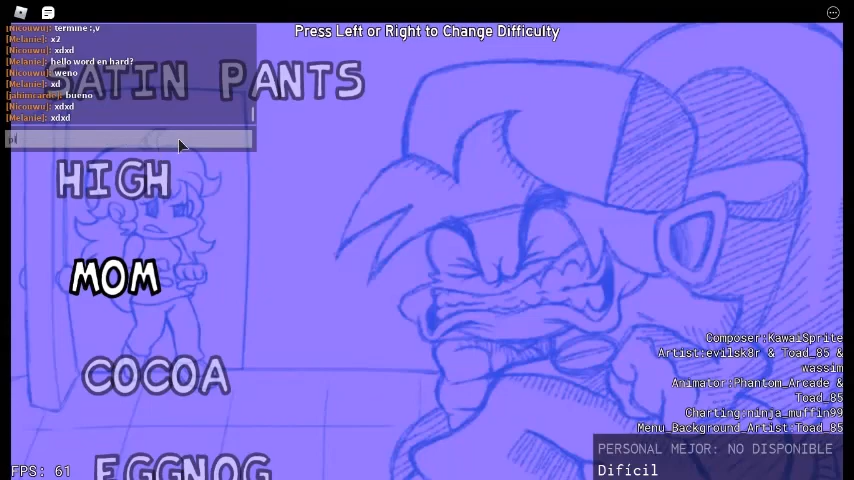 Press Left or Right to Change Difficulty
[Nicouwu]: termine :,v
[Melanie]: x2
[Nicouwu]: xdxd
[Melanie]: hello word en hard?
[Nicouwu]: weno
[Melanie]: xd
bueno
[Nicouwu]: xdxd
[Melanie]: xdxd
SATIN PANTS
HIGH
MOM
COCOA
EGGNOG
Composer:KawaiSprite
Artist:evilsk8r & Toad_85 &
wassim
Animator:Phantom_Arcade &
Toad_85
Charting:ninja_muffin99
Menu_Background_Artist:Toad_85
PERSONAL MEJOR: NO DISPONIBLE
Difícil
FPS: 61